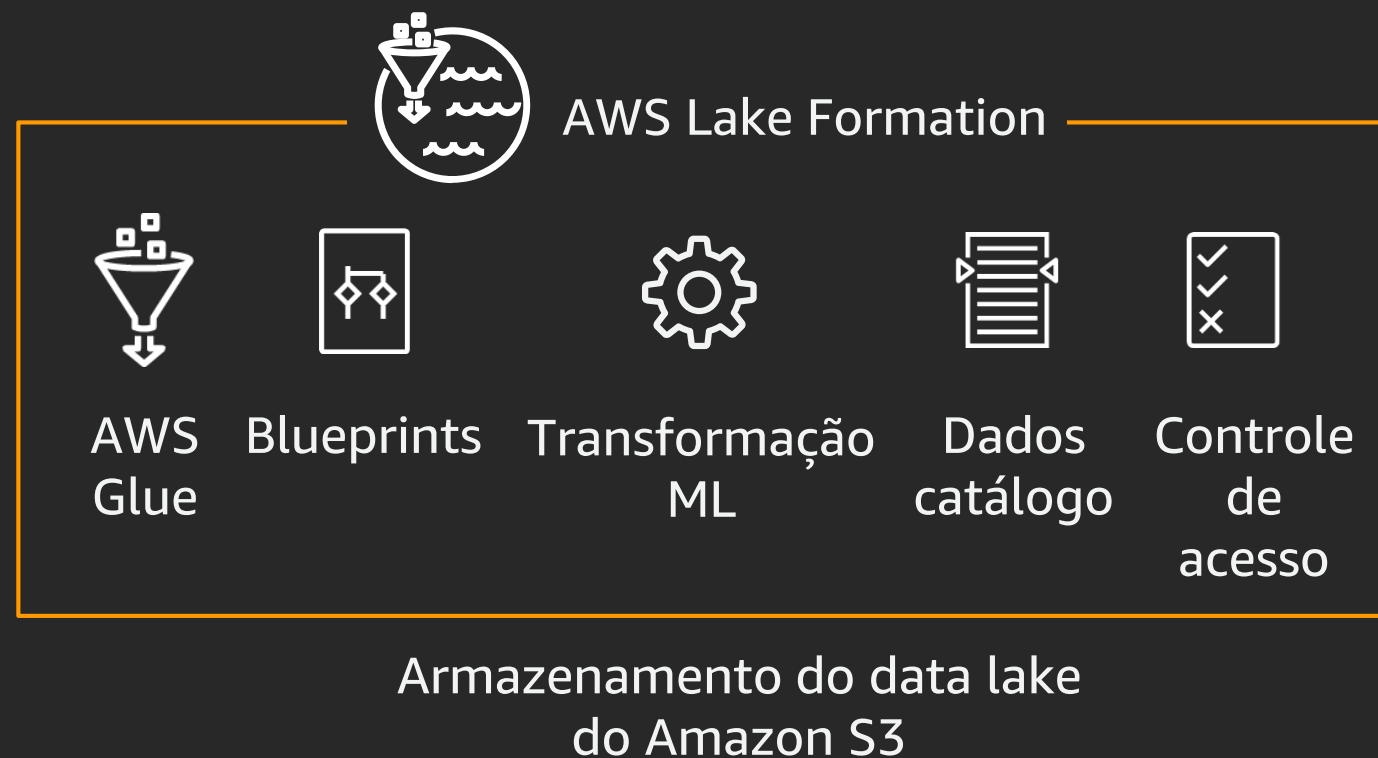 AWS Lake Formation
AWS
Glue
Blueprints
Transformação
ML
Dados
catálogo
Controle
de
acesso
Armazenamento do data lake
do Amazon S3